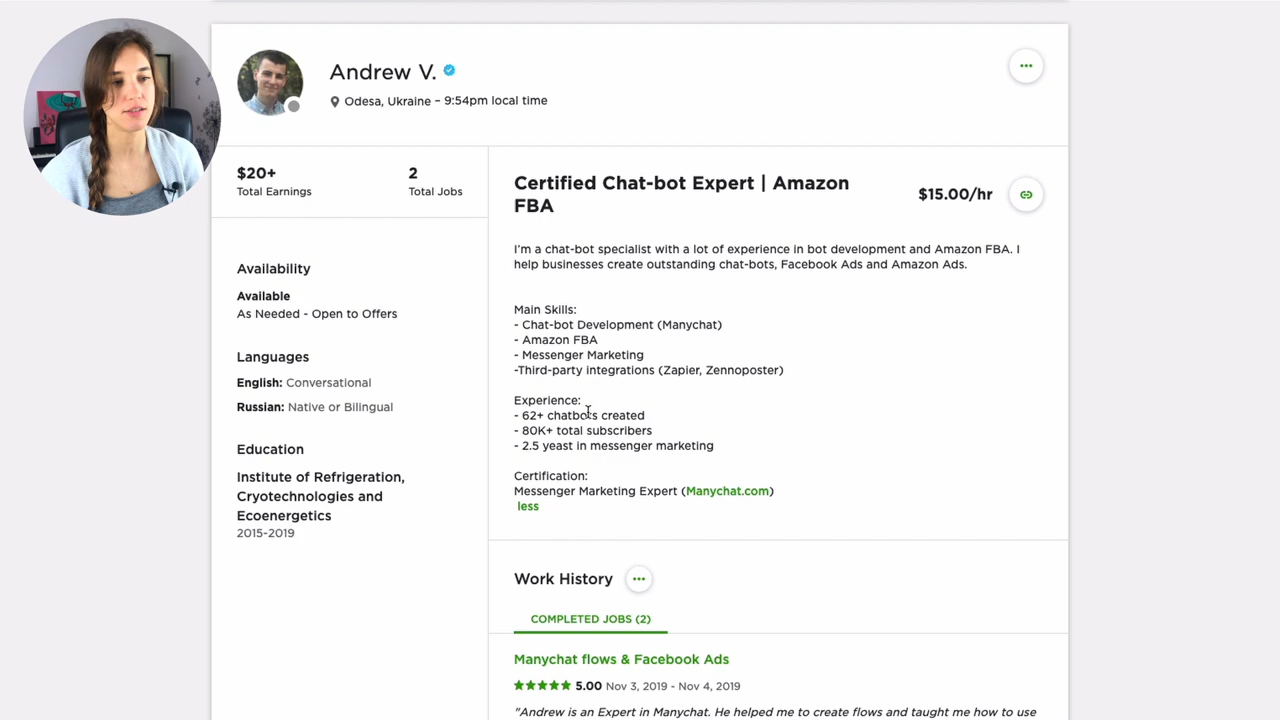 Andrew V.
Odesa, Ukraine – 9:54pm local time
$20+
Total Earnings
2
Total Jobs
Availability
Available
As Needed - Open to Offers
Languages
English: Conversational
Russian: Native or Bilingual
Education
Institute of Refrigeration,
Cryotechnologies and
Ecoenergetics
2015-2019
Certified Chat-bot Expert | Amazon
FBA
$15.00/hr
I'm a chat-bot specialist with a lot of experience in bot development and Amazon FBA. I
help businesses create outstanding chat-bots, Facebook Ads and Amazon Ads.
Main Skills:
- Chat-bot Development (Manychat)
- Amazon FBA
- Messenger Marketing
-Third-party integrations (Zapier, Zennoposter)
Experience:
- 62+ chatbots created
- 80K+ total subscribers
- 2.5 yeast in messenger marketing
Certification:
Messenger Marketing Expert (Manychat.com)
less
Work History
COMPLETED JOBS (2)
Manychat flows & Facebook Ads
5.00 Nov 3, 2019 - Nov 4, 2019
"Andrew is an Expert in Manychat. He helped me to create flows and taught me how to use